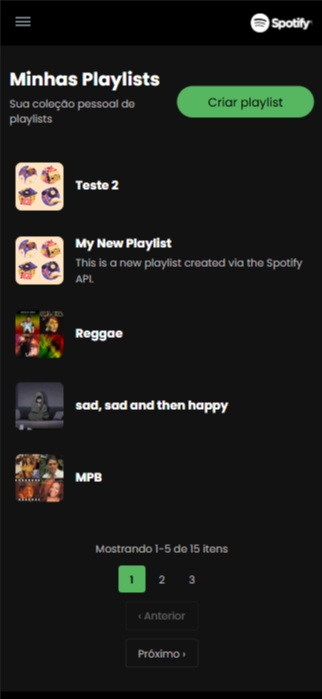 Spotify
Minhas Playlists
Sua coleção pessoal de
playlists
Criar playlist
Teste 2
My New Playlist
This is a new playlist created via the Spotify
API.
Reggae
sad, sad and then happy
MPB
Mostrando 1-5 de 15 itens
1 2 3
‹ Anterior
Próximo ›